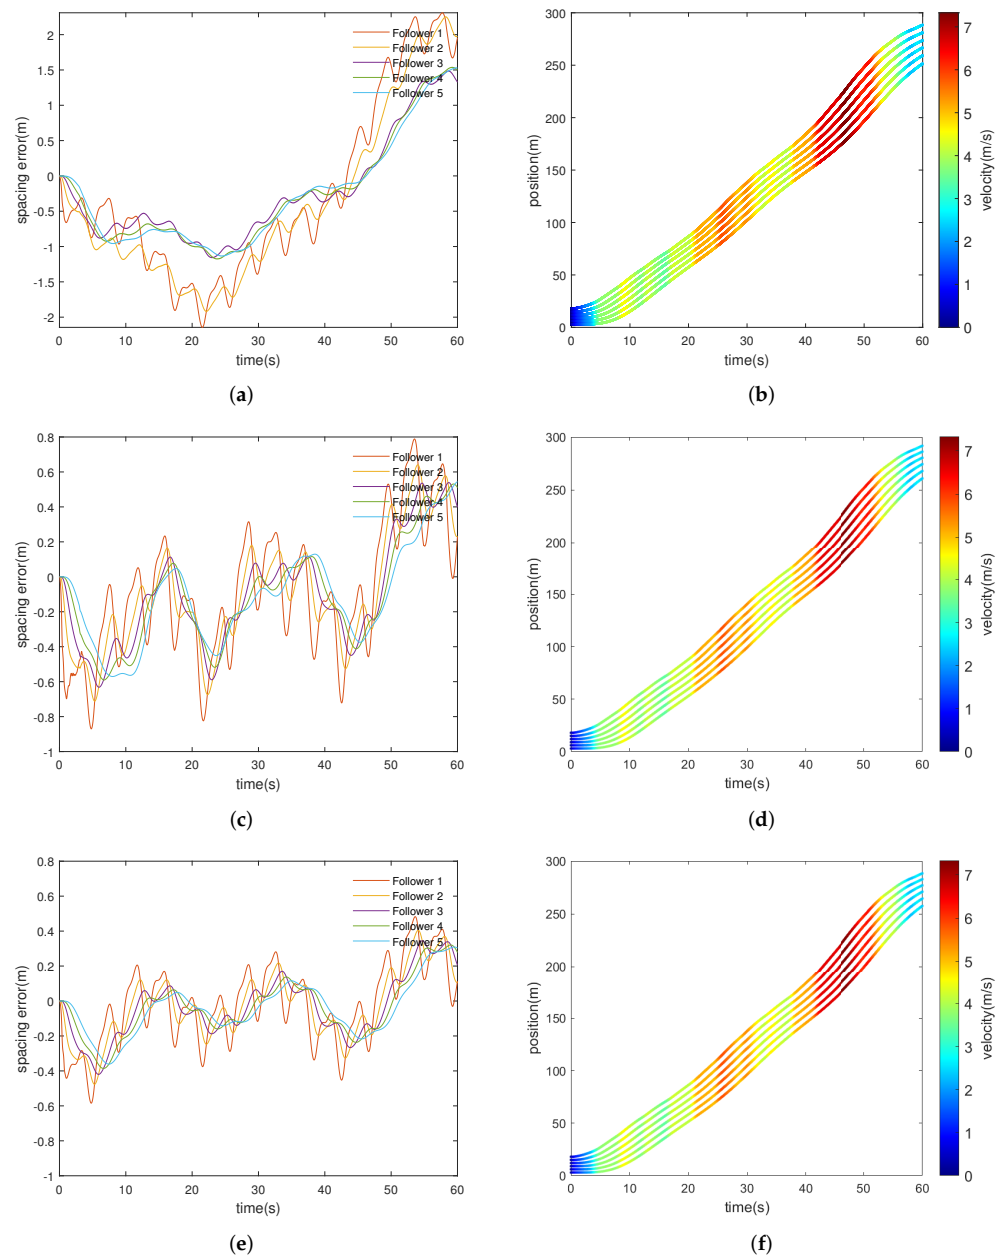 2
1.5
1
0.5
0
-0.5
-1
-1.5
-2
spacing error(m)
Follower 1
Follower 2
Follower 3
Follower 4
Follower 5
0 10 20 30 40 50 60
time(s)
(a)
300
250
200
150
100
50
0
position(m)
0 10 20 30 40 50 60
time(s)
7
6
5
4
3
2
1
0
velocity(m/s)
(b)
0.8
0.6
0.4
0.2
0
-0.2
-0.4
-0.6
-0.8
-1
spacing error(m)
Follower 1
Follower 2
Follower 3
Follower 4
Follower 5
0 10 20 30 40 50 60
time(s)
(c)
300
250
200
150
100
50
0
position(m)
0 10 20 30 40 50 60
time(s)
7
6
5
4
3
2
1
0
velocity(m/s)
(d)
0.8
0.6
0.4
0.2
0
-0.2
-0.4
-0.6
-0.8
-1
spacing error(m)
Follower 1
Follower 2
Follower 3
Follower 4
Follower 5
0 10 20 30 40 50 60
time(s)
(e)
300
250
200
150
100
50
0
position(m)
0 10 20 30 40 50 60
time(s)
7
6
5
4
3
2
1
0
velocity(m/s)
(f)